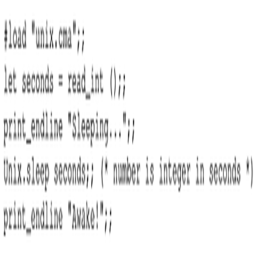 #load "unix.cma";;
let seconds = read_int ();;
print_endline "Sleeping...";;
Unix.sleep seconds;; (* number is integer in seconds *)
print_endline "Awake!";;